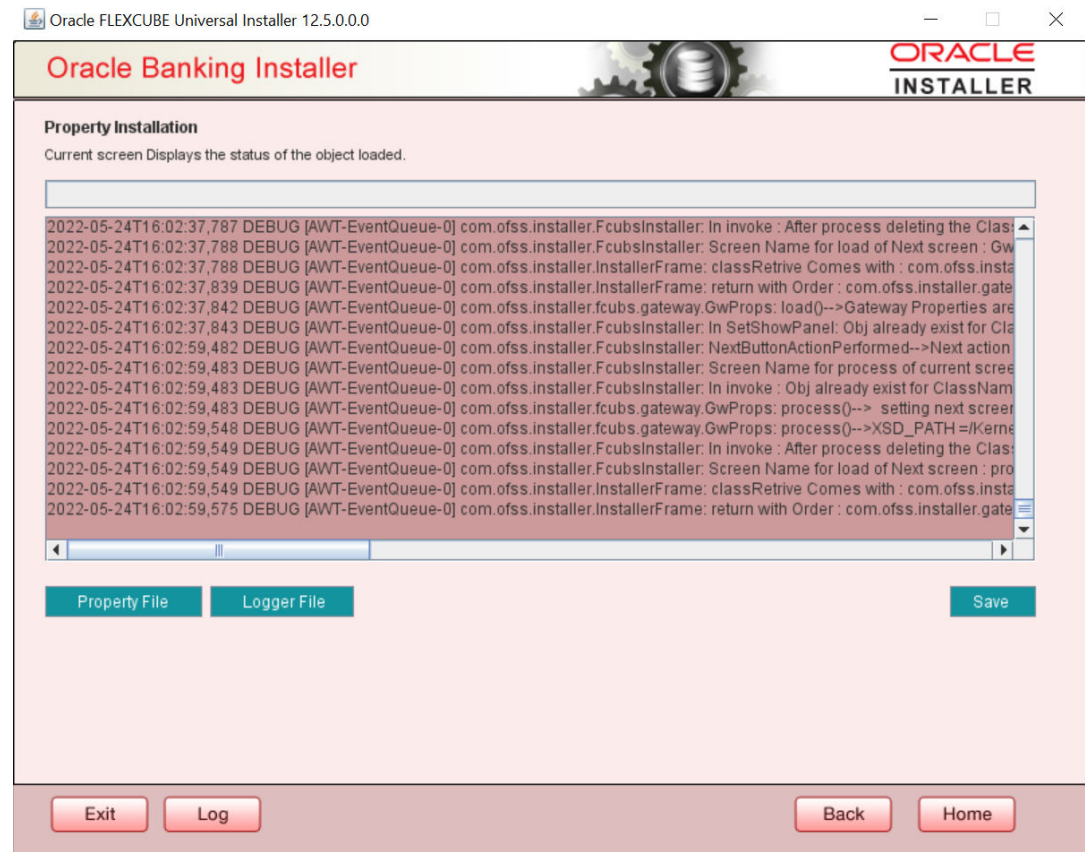 Oracle FLEXCUBE Universal Installer 12.5.0.0.0
Oracle Banking Installer
ORACLE
INSTALLER
Property Installation
Current screen Displays the status of the object loaded.
2022-05-24T16:02:37,787 DEBUG [AWT-EventQueue-0] com.ofss.installer.FcubsInstaller: In invoke : After process deleting the Clas
2022-05-24T16:02:37,788 DEBUG [AWT-EventQueue-0] com.ofss.installer.FcubsInstaller: Screen Name for load of Next screen : Gw
2022-05-24T16:02:37,788 DEBUG [AWT-EventQueue-0] com.ofss.installer.InstallerFrame: classRetrive Comes with : com.ofss.insta
2022-05-24T16:02:37,839 DEBUG [AWT-EventQueue-0] com.ofss.installer.InstallerFrame: return with Order : com.ofss.installer.gate
2022-05-24T16:02:37,842 DEBUG [AWT-EventQueue-0] com.ofss.installer.fcubs.gateway.GwProps: load()-->Gateway Properties are
2022-05-24T16:02:37,843 DEBUG [AWT-EventQueue-0] com.ofss.installer.FcubsInstaller: In SetShowPanel: Obj already exist for Cla
2022-05-24T16:02:59,482 DEBUG [AWT-EventQueue-0] com.ofss.installer.FcubsInstaller: NextButtonActionPerformed-->Next action
2022-05-24T16:02:59,483 DEBUG [AWT-EventQueue-0] com.ofss.installer.FcubsInstaller: Screen Name for process of current scree
2022-05-24T16:02:59,483 DEBUG [AWT-EventQueue-0] com.ofss.installer.FcubsInstaller: In invoke : Obj already exist for ClassNam
2022-05-24T16:02:59,483 DEBUG [AWT-EventQueue-0] com.ofss.installer.fcubs.gateway.GwProps: process()--> setting next screen
2022-05-24T16:02:59,548 DEBUG [AWT-EventQueue-0] com.ofss.installer.fcubs.gateway.GwProps: process()-->XSD_PATH =/Kerne
2022-05-24T16:02:59,549 DEBUG [AWT-EventQueue-0] com.ofss.installer.FcubsInstaller: In invoke : After process deleting the Clas
2022-05-24T16:02:59,549 DEBUG [AWT-EventQueue-0] com.ofss.installer.FcubsInstaller: Screen Name for load of Next screen : pro
2022-05-24T16:02:59,549 DEBUG [AWT-EventQueue-0] com.ofss.installer.InstallerFrame: classRetrive Comes with : com.ofss.insta
2022-05-24T16:02:59,575 DEBUG [AWT-EventQueue-0] com.ofss.installer.InstallerFrame: return with Order : com.ofss.installer.gate
Property File
Logger File
Save
Exit
Log
Back
Home